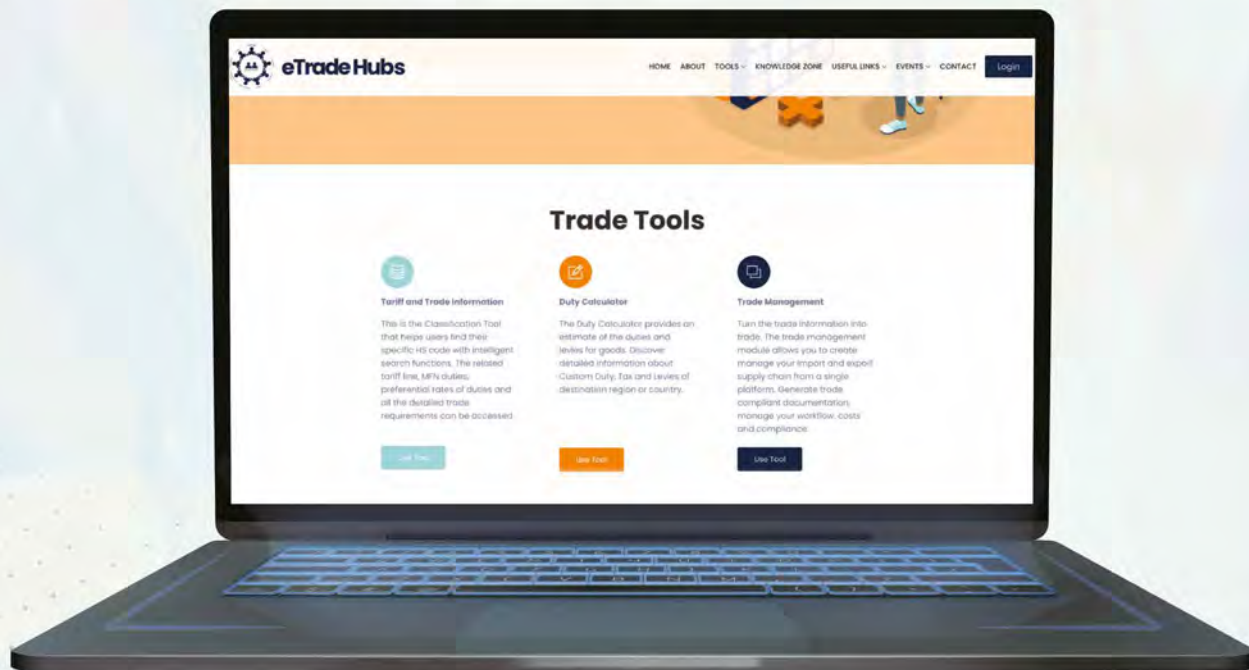 eTradeHubs
HOME ABOUT TOOLS KNOWLEDGE ZONE USEFUL LINKS EVENTS CONTACT Login
Trade Tools
Tariff and Trade Information
This is the Classification Tool
that helps users find their
specific HS code with intelligent
search functions. The related
tariff line, MFN duties,
preferential rates of duties and
all the detailed trade
requirements can be accessed
Use Tool
Duty Calculator
The Duty Calculator provides an
estimate of the duties and
levies for goods. Discover
detailed information about
Custom Duty, Tax and Levies of
destination region or country.
Use Tool
Trade Management
Turn the trade information into
trade. The trade management
module allows you to create
manage your import and export
supply chain from a single
platform. Generate trade
compliant documentation,
manage your workflow, costs
and compliance.
Use Tool